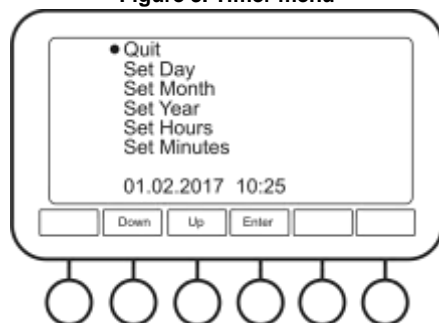 Figure 3. Timer menu
Quit
Set Day
Set Month
Set Year
Set Hours
Set Minutes
01.02.2017 10:25
Down Up Enter